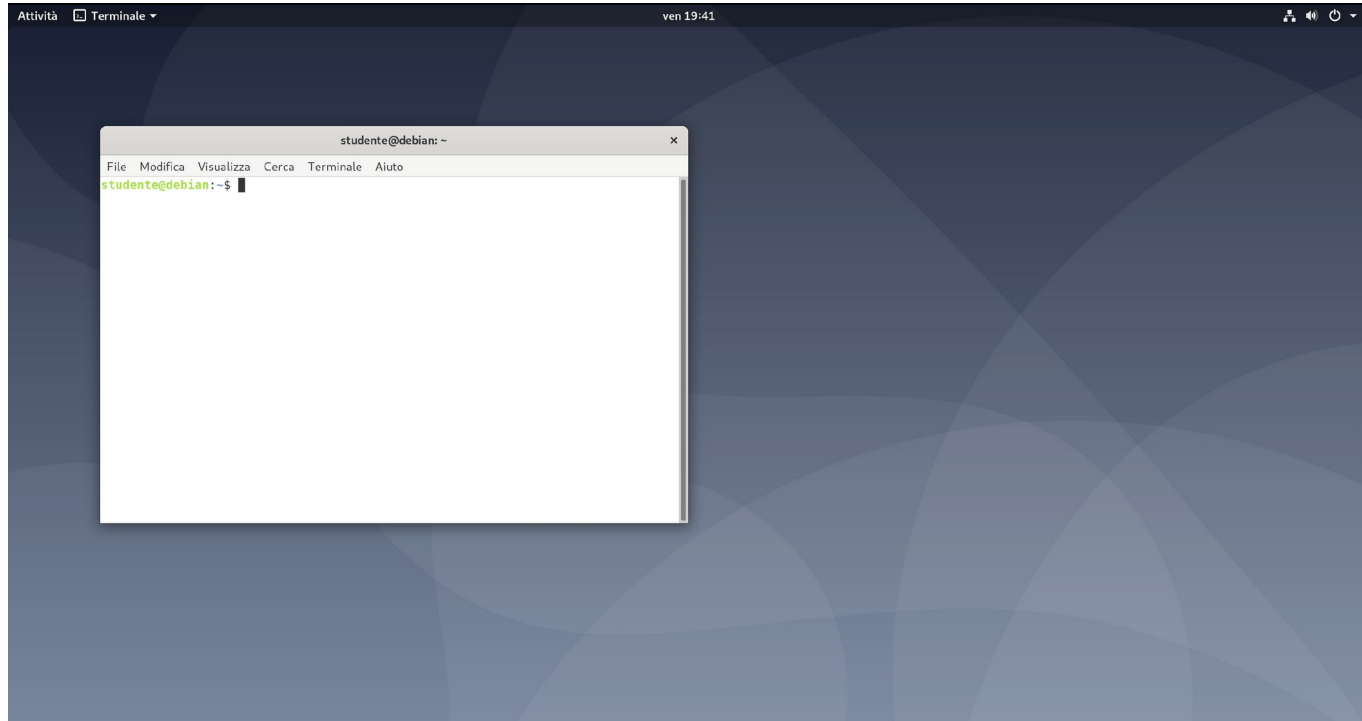 Attività Terminale ven 19:41
studente@debian: ~ ×
File Modifica Visualizza Cerca Terminale Aiuto
studente@debian:~$